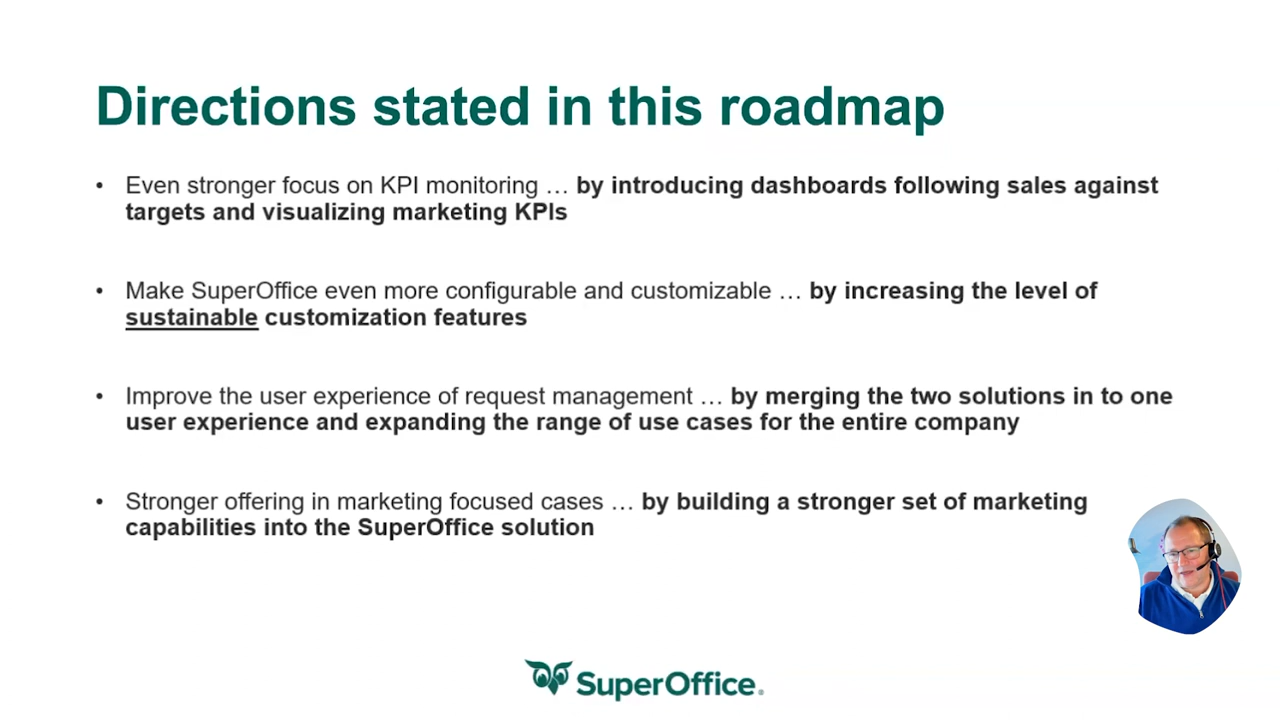 Directions stated in this roadmap
• Even stronger focus on KPI monitoring … by introducing dashboards following sales against
targets and visualizing marketing KPIs
• Make SuperOffice even more configurable and customizable … by increasing the level of
sustainable customization features
• Improve the user experience of request management … by merging the two solutions in to one
user experience and expanding the range of use cases for the entire company
• Stronger offering in marketing focused cases … by building a stronger set of marketing
capabilities into the SuperOffice solution
SuperOffice.